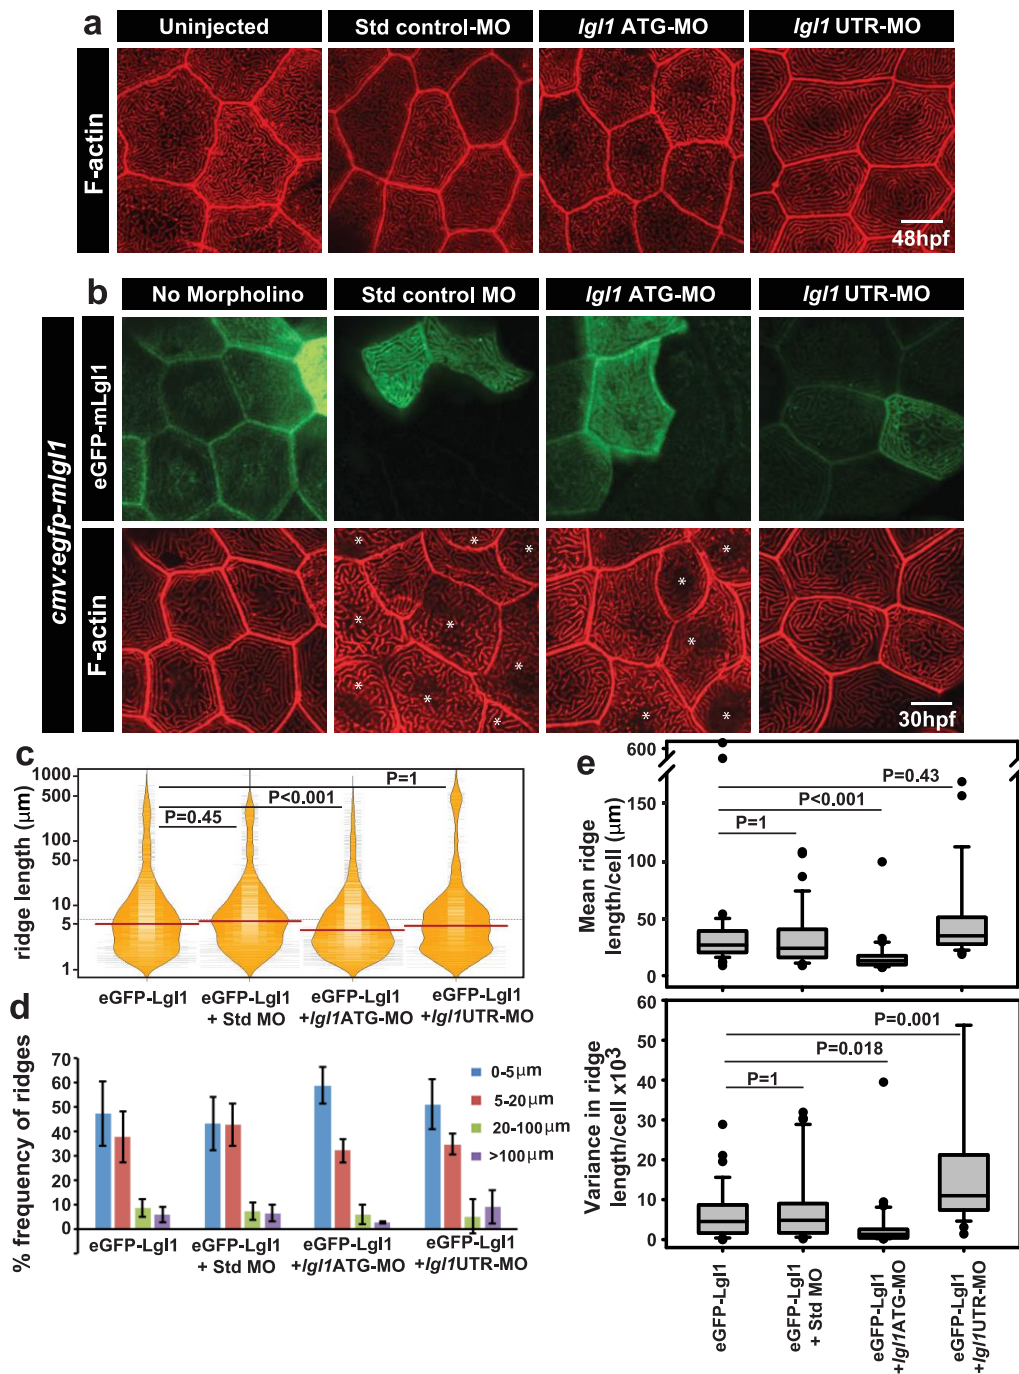 a
Uninjected
Std control-MO
lgl1 ATG-MO
lgl1 UTR-MO
F-actin
48hpf
b
No Morpholino
Std control MO
lgl1 ATG-MO
lgl1 UTR-MO
cmv:egfp-mlgl1
eGFP-mLgl1
F-actin
* * * * * * * * *
* * * * *
30hpf
c
ridge length (µm)
1000
500
100
50
10
5
1
P=1
P<0.001
P=0.45
eGFP-Lgl1
eGFP-Lgl1
+ Std MO
eGFP-Lgl1
+lgl1ATG-MO
eGFP-Lgl1
+lgl1UTR-MO
d
% frequency of ridges
70
60
50
40
30
20
10
0
0-5µm
5-20µm
20-100µm
>100µm
eGFP-Lgl1
eGFP-Lgl1
+ Std MO
eGFP-Lgl1
+lgl1ATG-MO
eGFP-Lgl1
+lgl1UTR-MO
e
Mean ridge
length/cell (µm)
600
150
100
50
0
P=0.43
P<0.001
P=1
Variance in ridge
length/cell x10³
60
50
40
30
20
10
0
P=0.001
P=0.018
P=1
eGFP-Lgl1
eGFP-Lgl1
+ Std MO
eGFP-Lgl1
+lgl1ATG-MO
eGFP-Lgl1
+lgl1UTR-MO